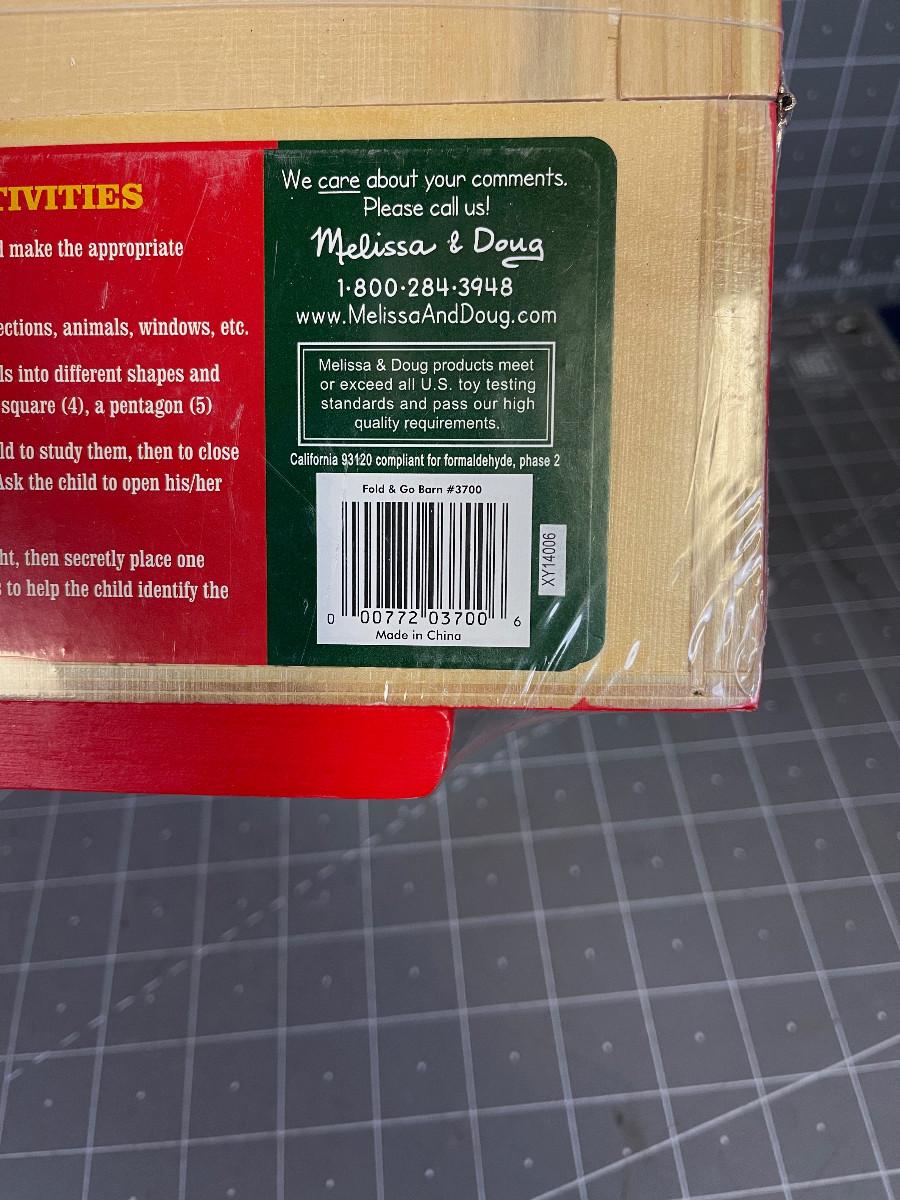 TIVITIES
make the appropriate
ections, animals, windows, etc.
ls into different shapes and
square (4), a pentagon (5)
ld to study them, then to close
Ask the child to open his/her
ht, then secretly place one
to help the child identify the
We care about your comments.
Please call us!
Melissa & Doug
1·800·284·3948
www.MelissaAndDoug.com
Melissa & Doug products meet
or exceed all U.S. toy testing
standards and pass our high
quality requirements.
California 93120 compliant for formaldehyde, phase 2
Fold & Go Barn #3700
0 00772 03700 6
Made in China
XY14006